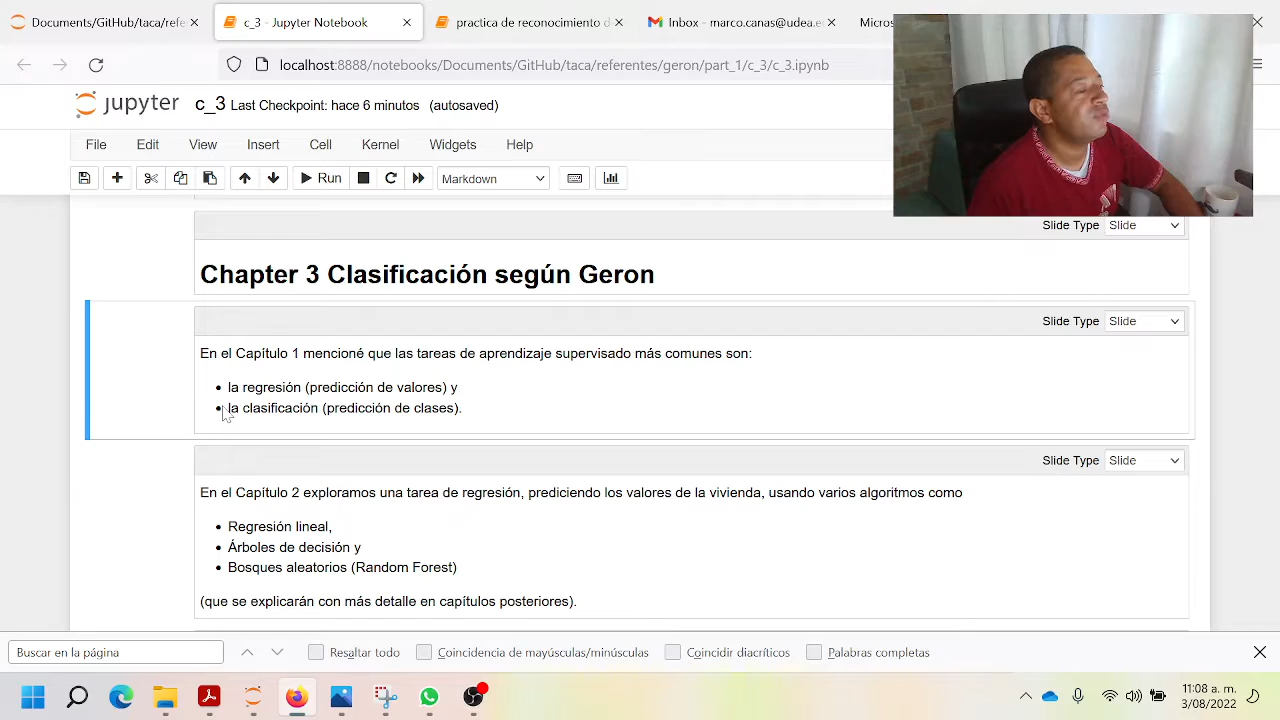 Documents/GitHub/taca/refere
c_3 - Jupyter Notebook
practica de reconocimiento d
Inbox - marco.canas@udea.e
Micros
localhost:8888/notebooks/Documents/GitHub/taca/referentes/geron/part_1/c_3/c_3.ipynb
jupyter c_3 Last Checkpoint: hace 6 minutos (autosaved)
File Edit View Insert Cell Kernel Widgets Help
Run Markdown
Slide Type Slide
Chapter 3 Clasificación según Geron
Slide Type Slide
En el Capítulo 1 mencioné que las tareas de aprendizaje supervisado más comunes son:
• la regresión (predicción de valores) y
• la clasificación (predicción de clases).
Slide Type Slide
En el Capítulo 2 exploramos una tarea de regresión, prediciendo los valores de la vivienda, usando varios algoritmos como
• Regresión lineal,
• Árboles de decisión y
• Bosques aleatorios (Random Forest)
(que se explicarán con más detalle en capítulos posteriores).
Buscar en la página Resaltar todo Coincidencia de mayúsculas/minúsculas Coincidir diacríticos Palabras completas
11:08 a. m.
3/08/2022